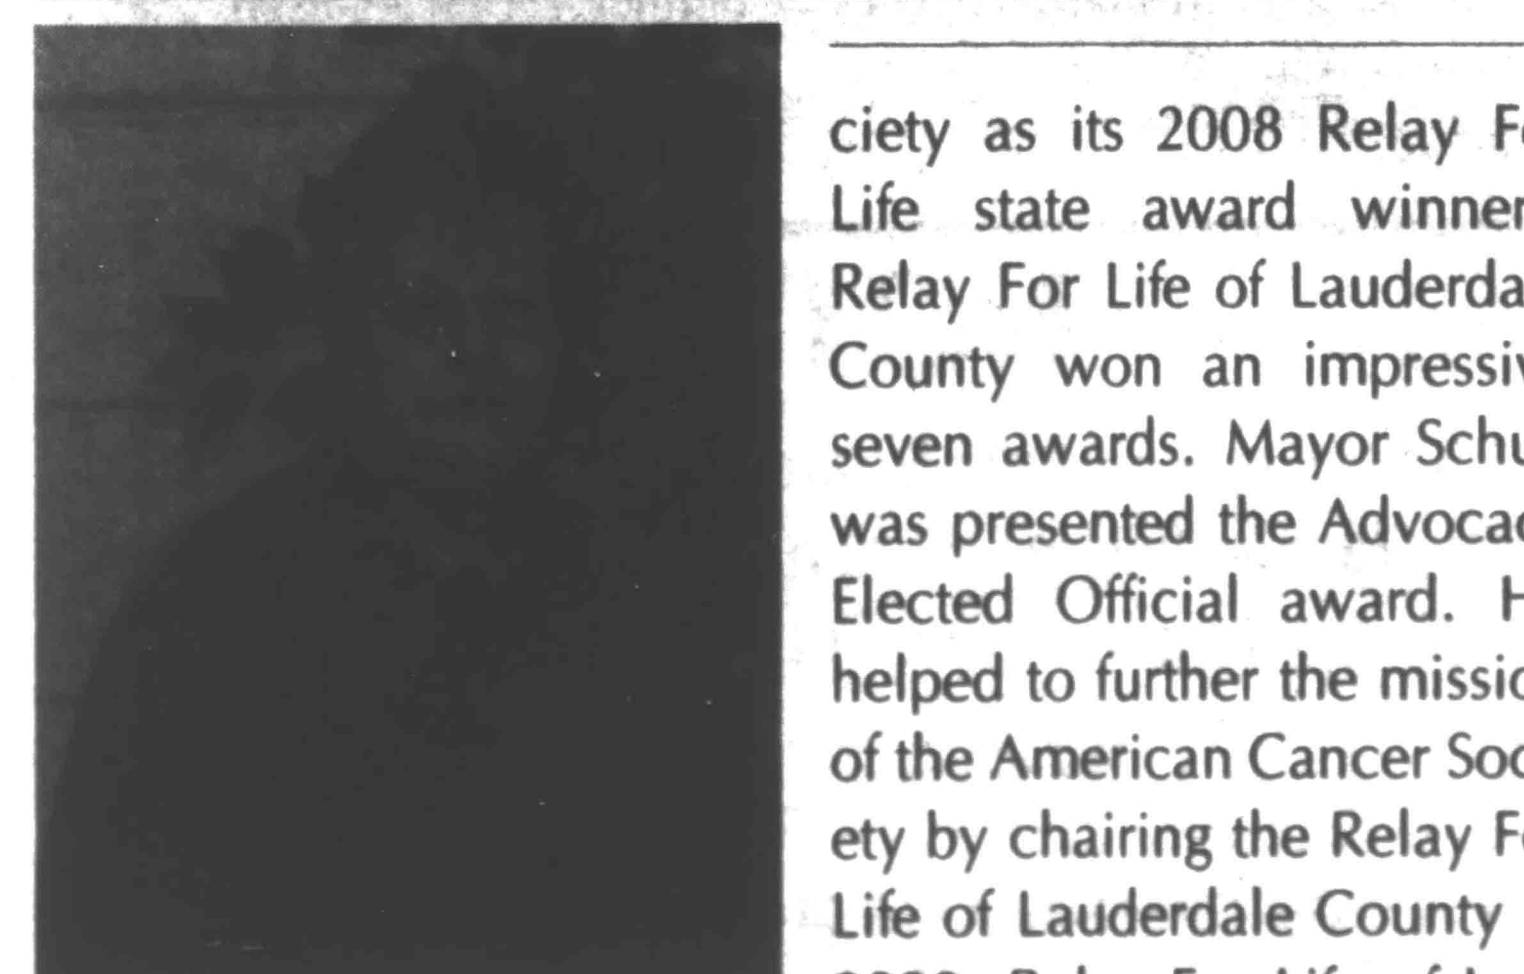 ciety as its 2008 Relay
Life state award winner
Relay For Life of
County won an
seven awards. Mayor
was presented the
Elected Official award.
helped to further the
of the American Cancer
ety by chairing the Relay
Life of Lauderdale County